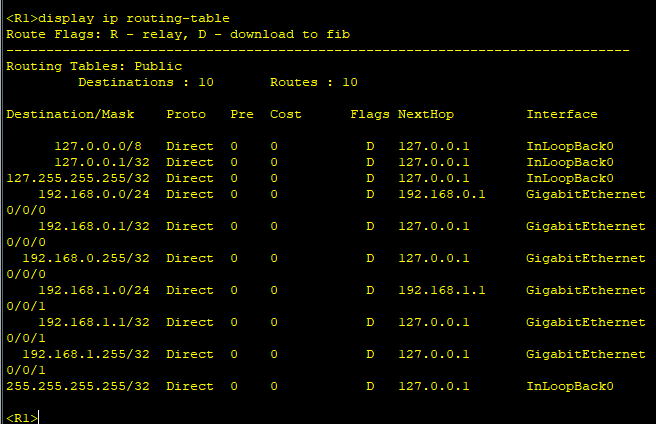 <R1>display ip routing-table
Route Flags: R - relay, D - download to fib
------------------------------------------------------------------------------
Routing Tables: Public
         Destinations : 10       Routes : 10

Destination/Mask    Proto   Pre  Cost      Flags NextHop         Interface

      127.0.0.0/8   Direct  0    0           D   127.0.0.1       InLoopBack0
      127.0.0.1/32  Direct  0    0           D   127.0.0.1       InLoopBack0
127.255.255.255/32  Direct  0    0           D   127.0.0.1       InLoopBack0
    192.168.0.0/24  Direct  0    0           D   192.168.0.1     GigabitEthernet
0/0/0
    192.168.0.1/32  Direct  0    0           D   127.0.0.1       GigabitEthernet
0/0/0
  192.168.0.255/32  Direct  0    0           D   127.0.0.1       GigabitEthernet
0/0/0
    192.168.1.0/24  Direct  0    0           D   192.168.1.1     GigabitEthernet
0/0/1
    192.168.1.1/32  Direct  0    0           D   127.0.0.1       GigabitEthernet
0/0/1
  192.168.1.255/32  Direct  0    0           D   127.0.0.1       GigabitEthernet
0/0/1
255.255.255.255/32  Direct  0    0           D   127.0.0.1       InLoopBack0

<R1>